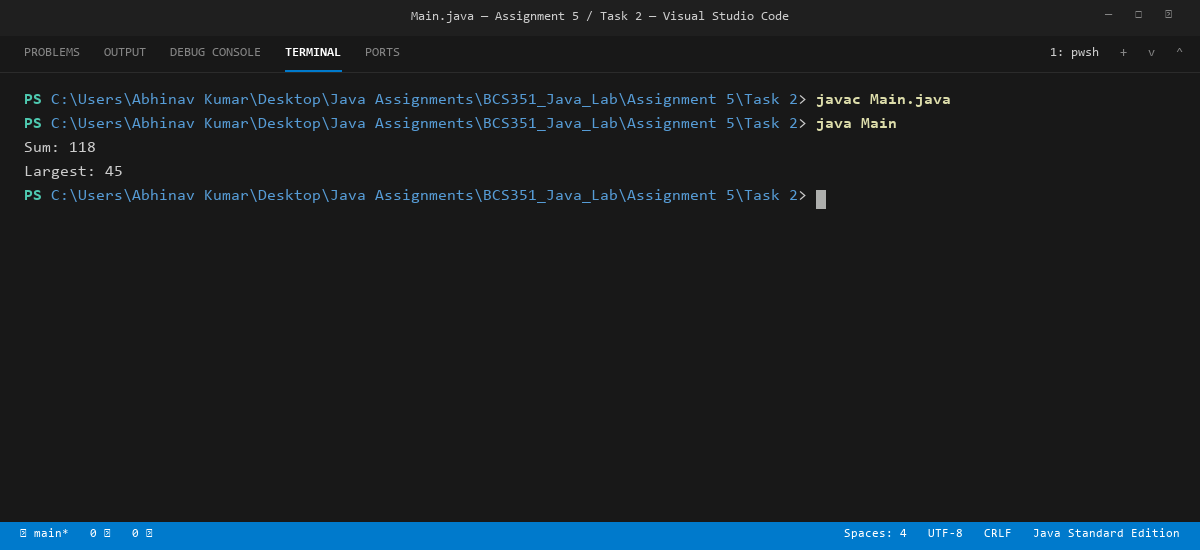 Main.java — Assignment 5 / Task 2 — Visual Studio Code
PROBLEMS OUTPUT DEBUG CONSOLE TERMINAL PORTS 1: pwsh + v ^
PS C:\Users\Abhinav Kumar\Desktop\Java Assignments\BCS351_Java_Lab\Assignment 5\Task 2> javac Main.java
PS C:\Users\Abhinav Kumar\Desktop\Java Assignments\BCS351_Java_Lab\Assignment 5\Task 2> java Main
Sum: 118
Largest: 45
PS C:\Users\Abhinav Kumar\Desktop\Java Assignments\BCS351_Java_Lab\Assignment 5\Task 2>
main* 0 0 Spaces: 4 UTF-8 CRLF Java Standard Edition